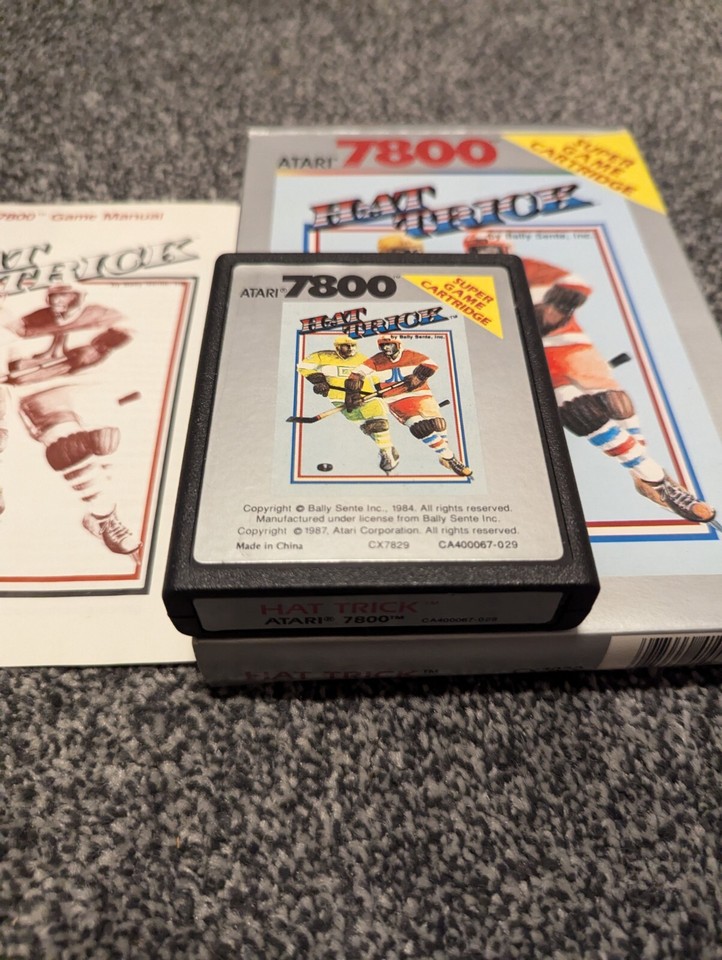 ATARI® 7800
SUPER
GAME
CARTRIDGE
HAT
TRICK
by Bally Sente, Inc.
7800™ Game Manual
TRICK
ATARI® 7800™
SUPER
GAME
CARTRIDGE
HAT TRICK™
by Bally Sente, Inc.
Copyright © Bally Sente Inc., 1984. All rights reserved.
Manufactured under license from Bally Sente Inc.
Copyright ©1987, Atari Corporation. All rights reserved.
Made in China CX7829 CA400067-029
HAT TRICK™
ATARI® 7800™ CA400067-029
HAT TRICK™